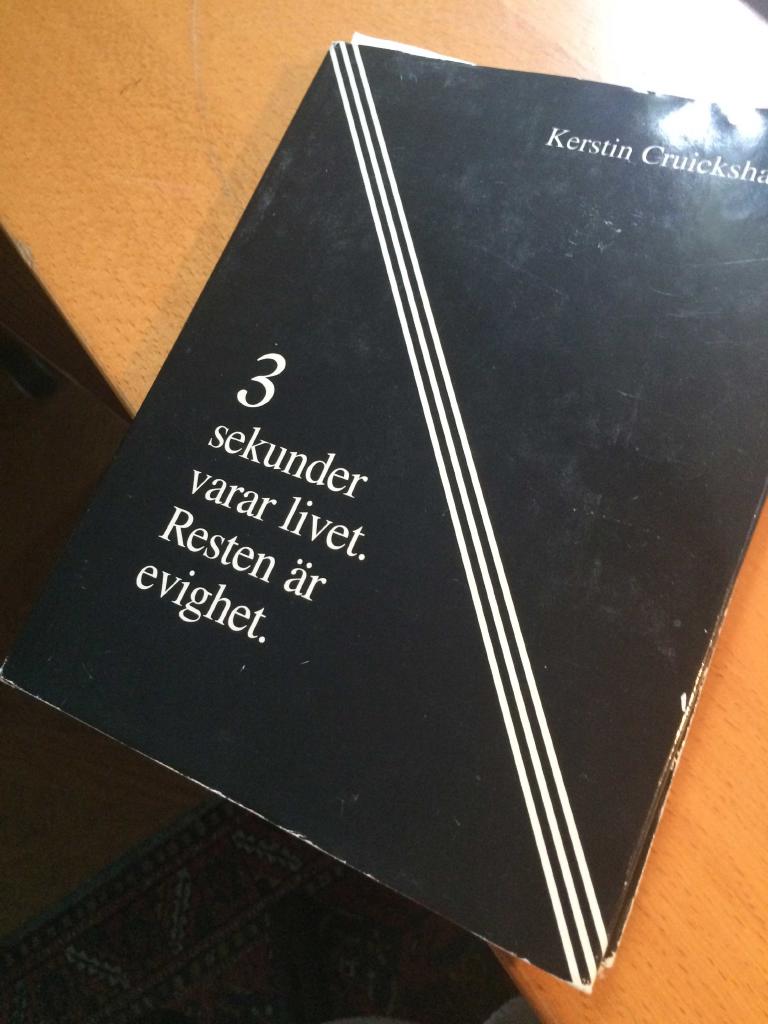 Kerstin Cruicksha
3
sekunder
varar livet.
Resten är
evighet.